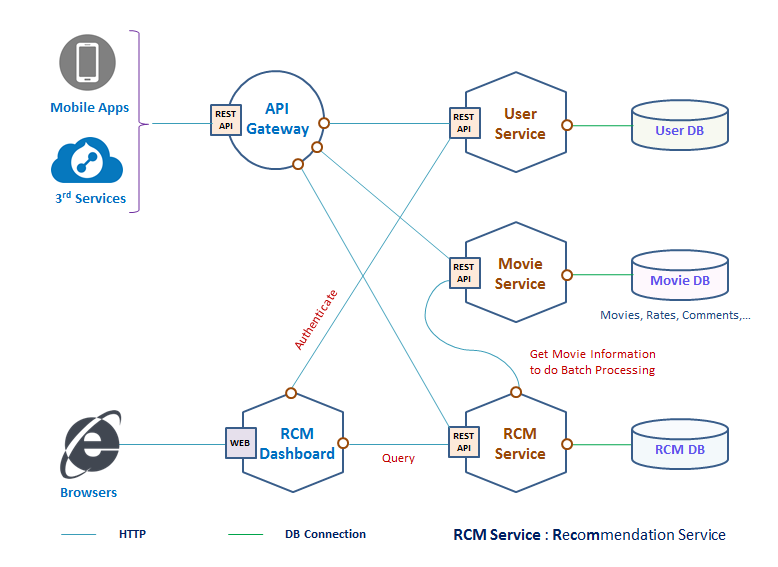 Mobile Apps
3rd Services
REST
API
API
Gateway
REST
API
User
Service
User DB
REST
API
Movie
Service
Movie DB
Movies, Rates, Comments,...
Authenticate
Get Movie Information
to do Batch Processing
Browsers
WEB
RCM
Dashboard
Query
REST
API
RCM
Service
RCM DB
HTTP
DB Connection
RCM Service : Recommendation Service